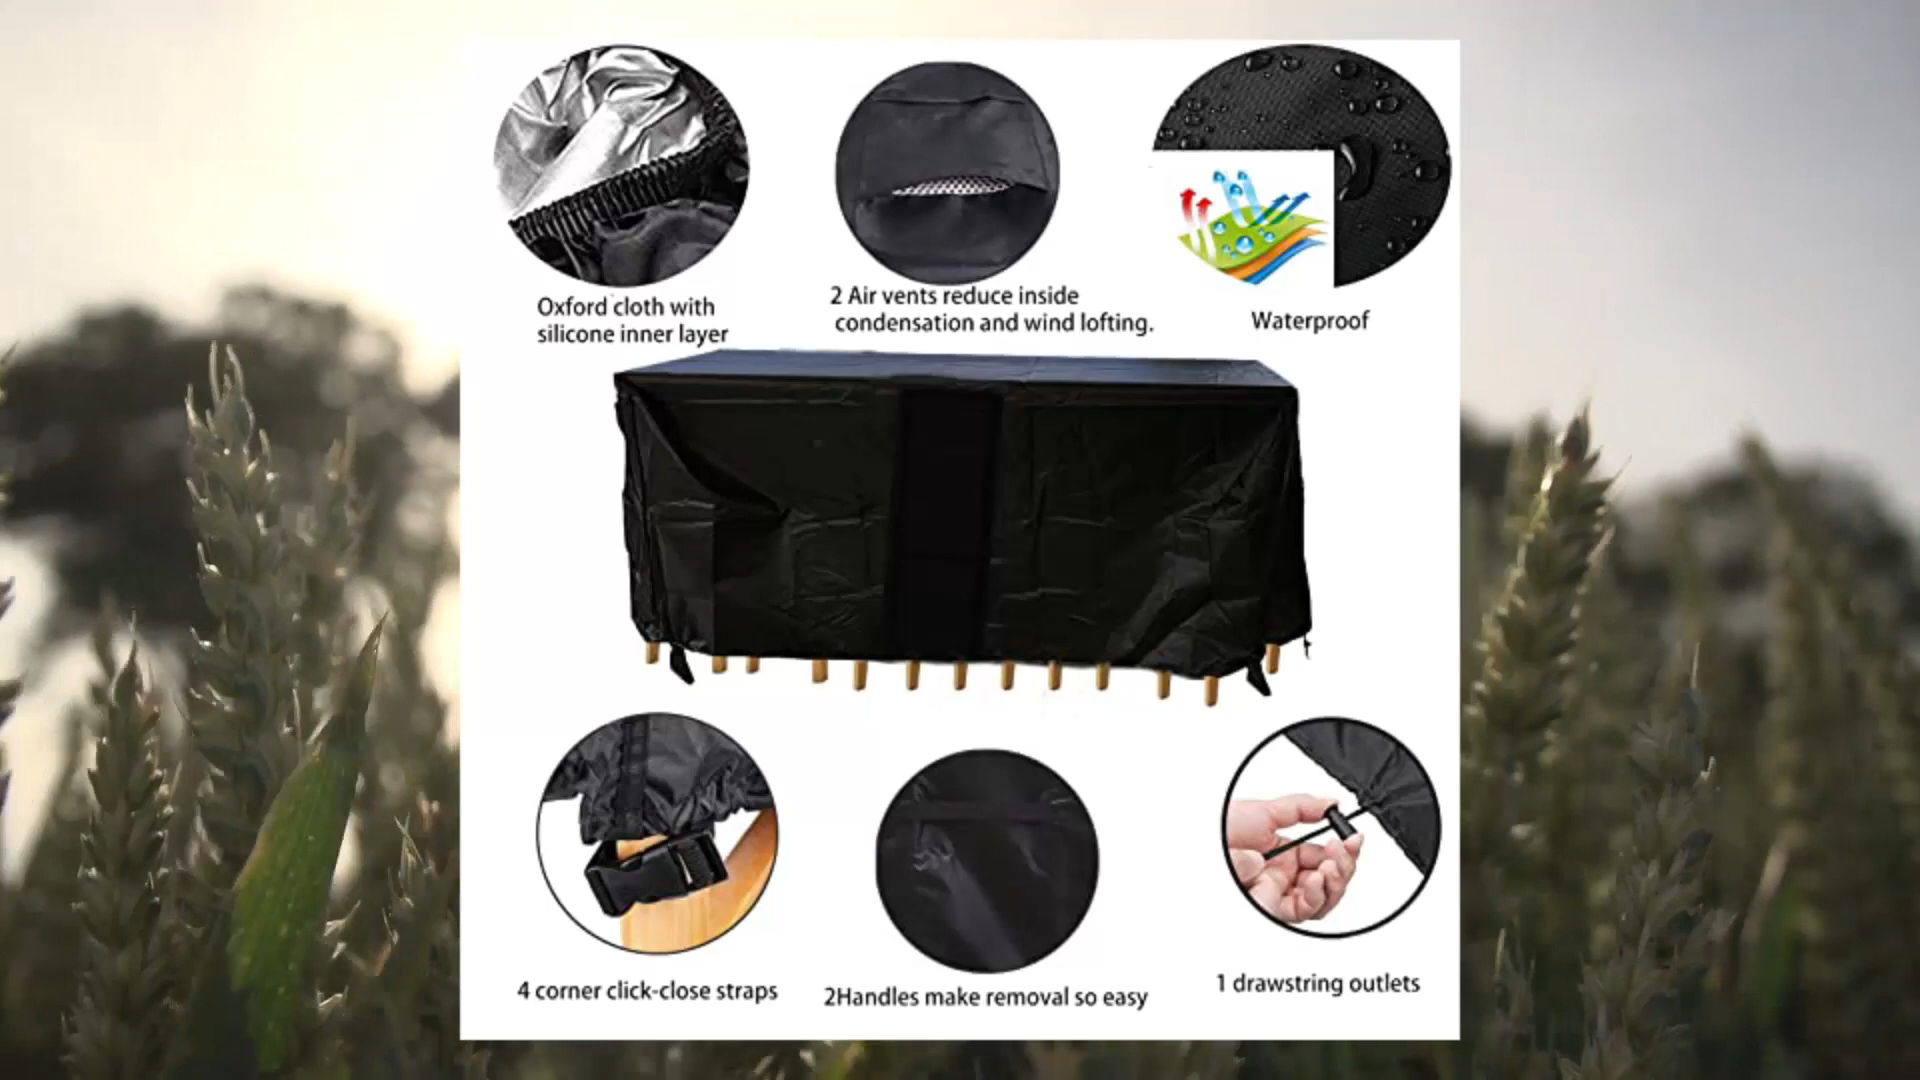 Oxford cloth with
silicone inner layer
2 Air vents reduce inside
condensation and wind lofting.
Waterproof
4 corner click-close straps
2Handles make removal so easy
1 drawstring outlets